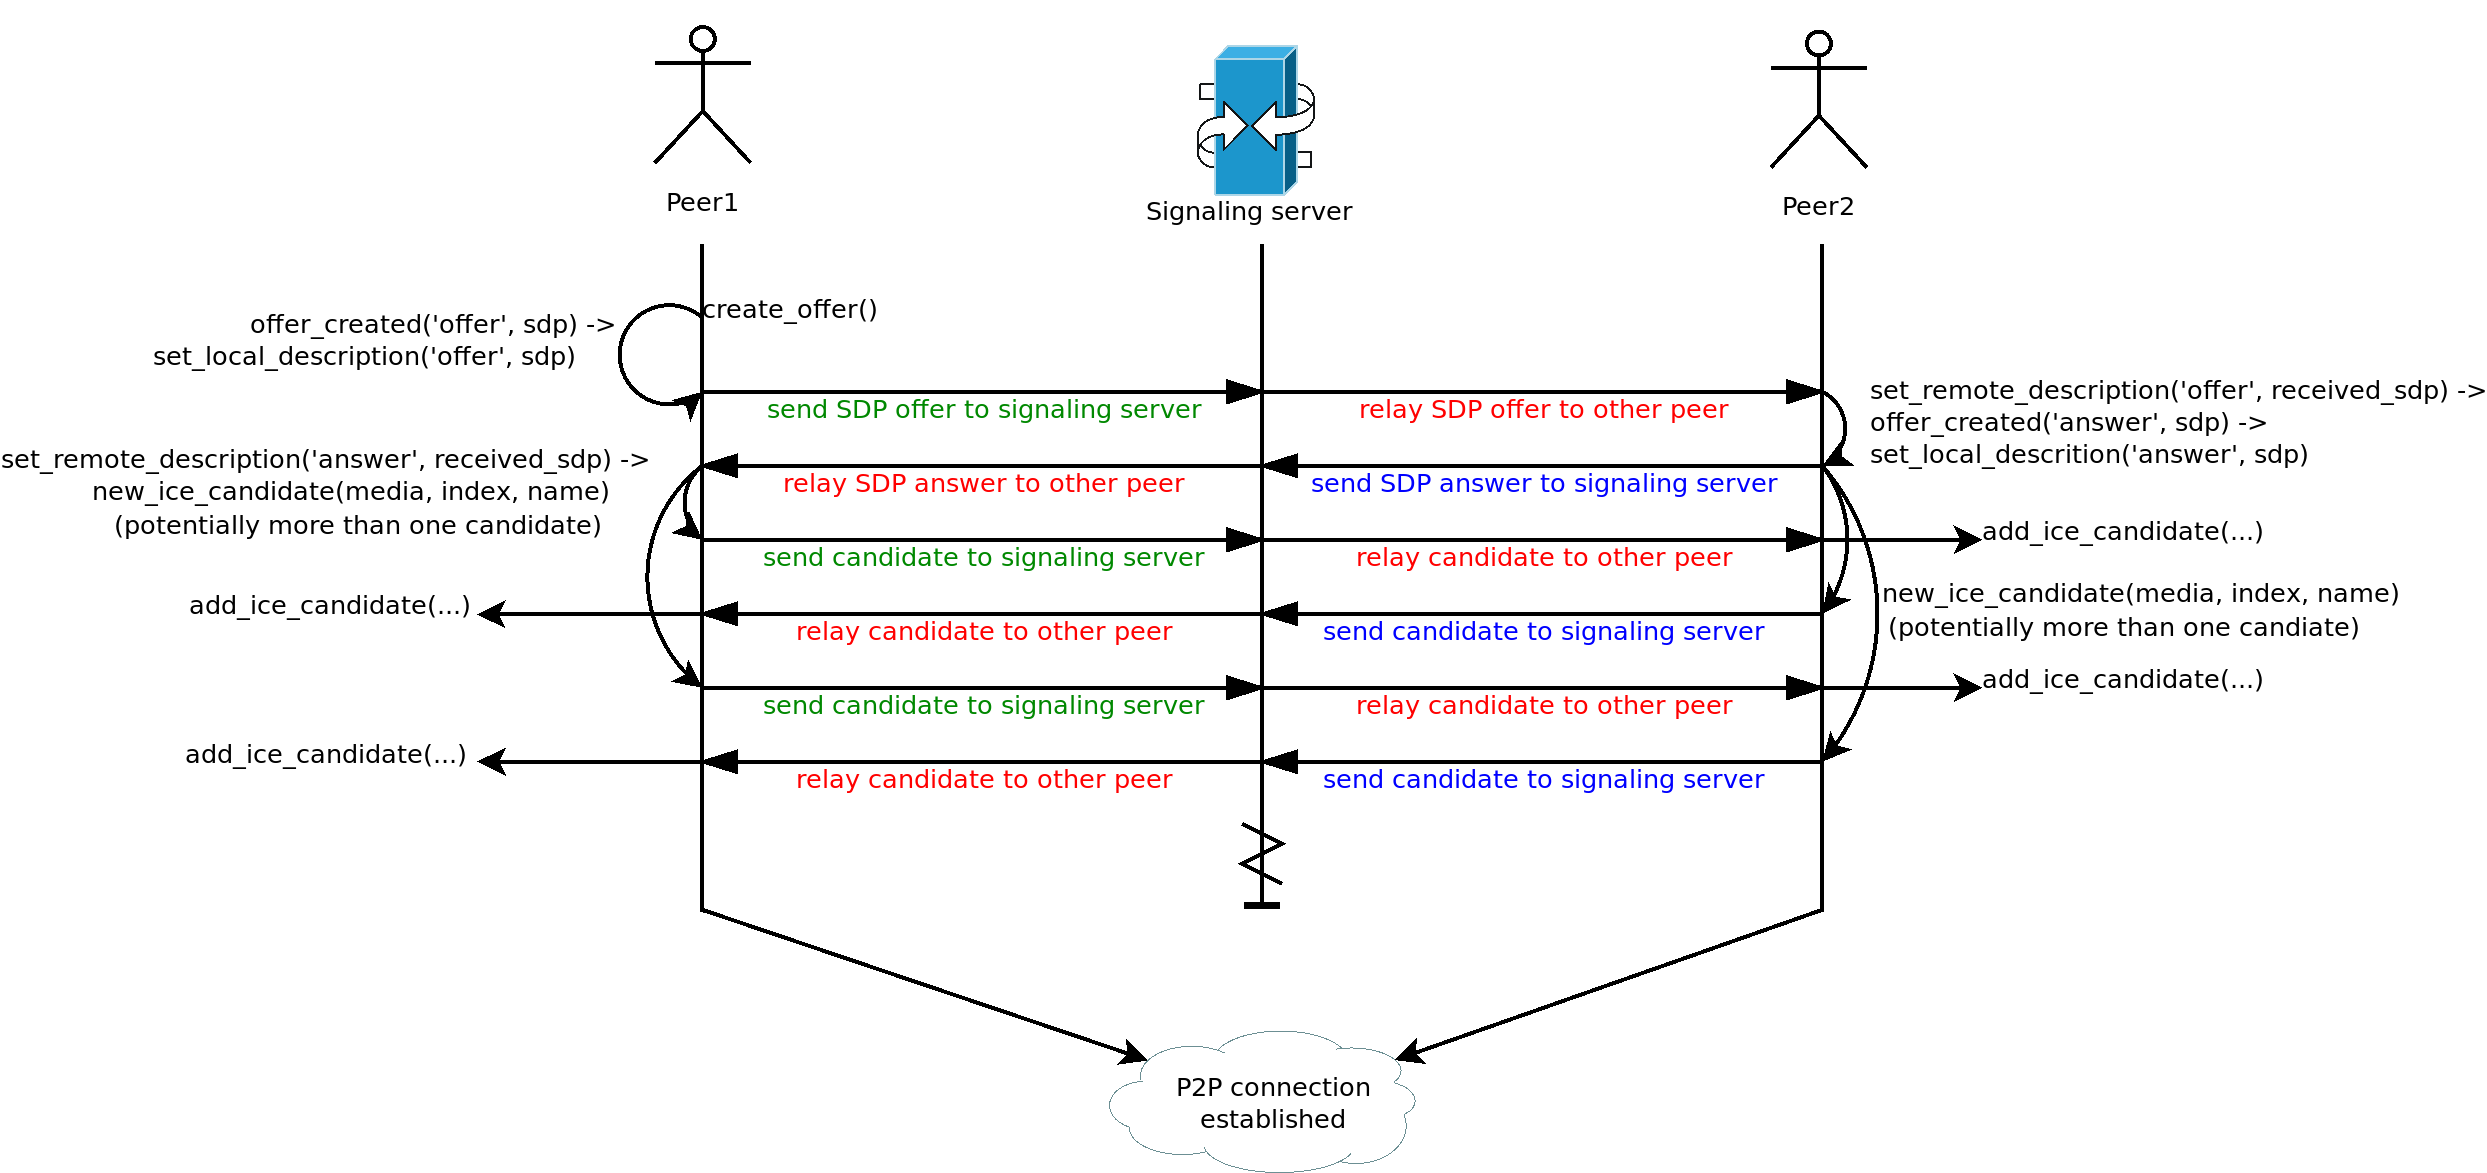 Peer1
Signaling server
Peer2
create_offer()
offer_created('offer', sdp) ->
set_local_description('offer', sdp)
send SDP offer to signaling server
relay SDP offer to other peer
set_remote_description('offer', received_sdp) ->
offer_created('answer', sdp) ->
set_local_descrition('answer', sdp)
set_remote_description('answer', received_sdp) ->
new_ice_candidate(media, index, name)
(potentially more than one candidate)
relay SDP answer to other peer
send SDP answer to signaling server
send candidate to signaling server
relay candidate to other peer
add_ice_candidate(...)
add_ice_candidate(...)
relay candidate to other peer
send candidate to signaling server
new_ice_candidate(media, index, name)
(potentially more than one candiate)
send candidate to signaling server
relay candidate to other peer
add_ice_candidate(...)
add_ice_candidate(...)
relay candidate to other peer
send candidate to signaling server
P2P connection
established